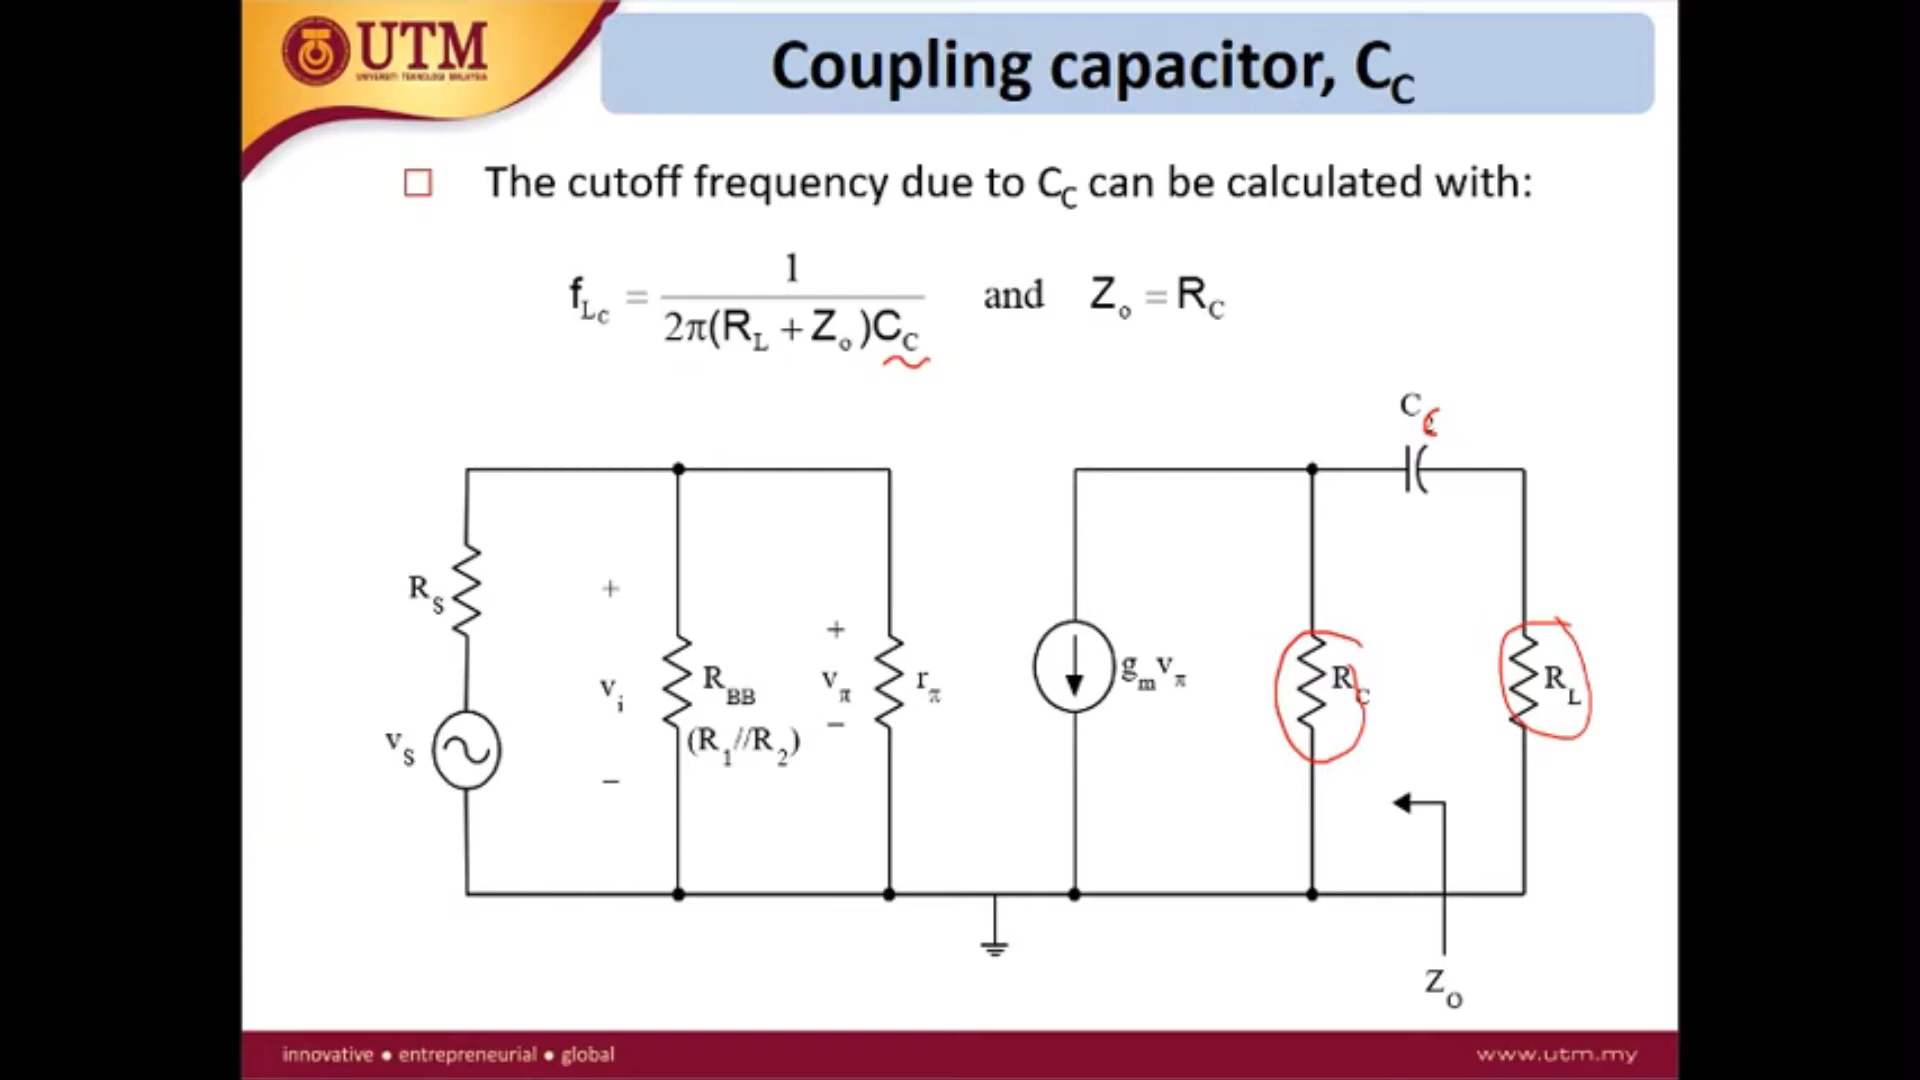 UTM
UNIVERSITI TEKNOLOGI MALAYSIA
Coupling capacitor, C_C
The cutoff frequency due to C_C can be calculated with:
f_Lc = 1 / 2π(R_L + Z_o)C_C and Z_o = R_C
C_C
R_S
+
+
v_i
R_BB
v_π
r_π
g_m v_π
R_C
R_L
(R_1//R_2)
−
v_S
−
Z_O
innovative ● entrepreneurial ● global
www.utm.my